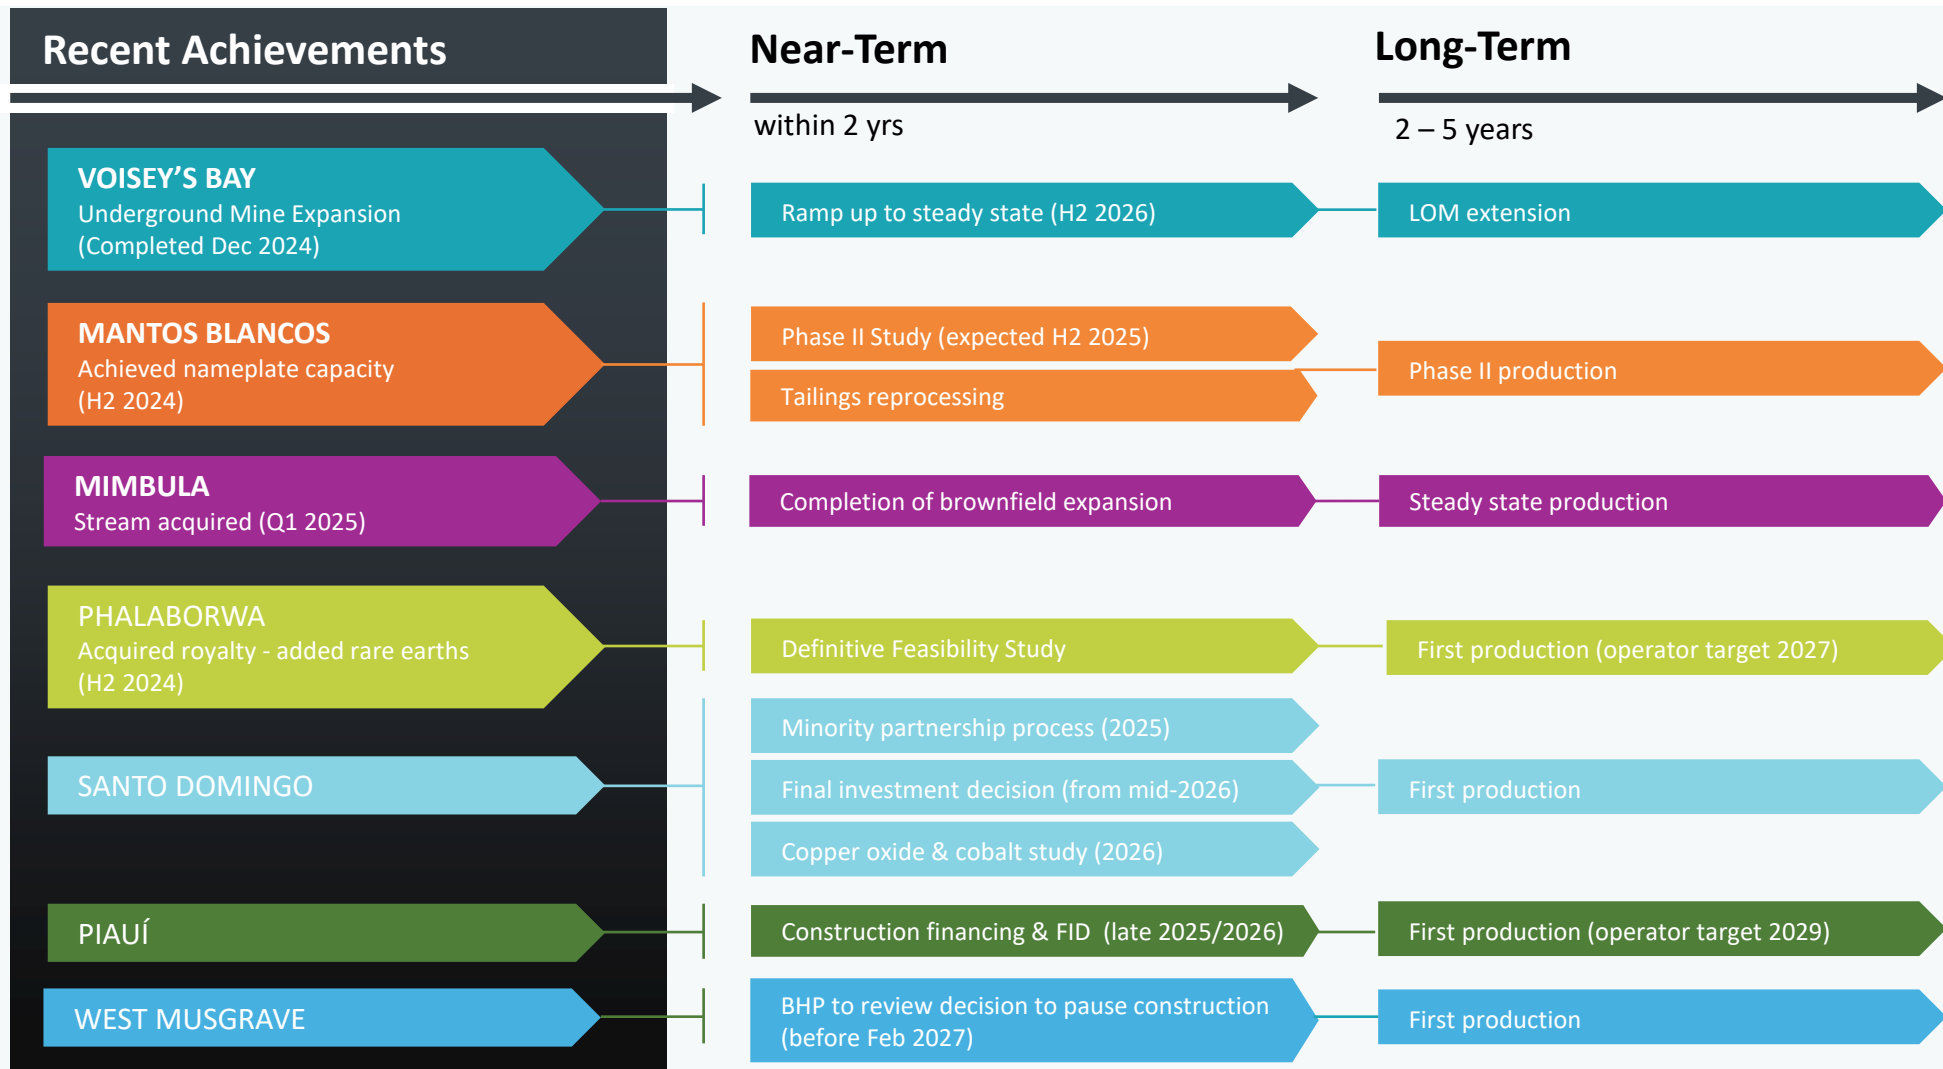 Recent Achievements
Near-Term
Long-Term
within 2 yrs
2 – 5 years
VOISEY’S BAY
Underground Mine Expansion
(Completed Dec 2024)
Ramp up to steady state (H2 2026)
LOM extension
MANTOS BLANCOS
Achieved nameplate capacity
(H2 2024)
Phase II Study (expected H2 2025)
Tailings reprocessing
Phase II production
MIMBULA
Stream acquired (Q1 2025)
Completion of brownfield expansion
Steady state production
PHALABORWA
Acquired royalty - added rare earths
(H2 2024)
Definitive Feasibility Study
First production (operator target 2027)
SANTO DOMINGO
Minority partnership process (2025)
Final investment decision (from mid-2026)
Copper oxide & cobalt study (2026)
First production
PIAUÍ
Construction financing & FID  (late 2025/2026)
First production (operator target 2029)
WEST MUSGRAVE
BHP to review decision to pause construction
(before Feb 2027)
First production